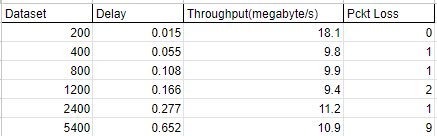 Dataset Delay Throughput(megabyte/s) Pckt Loss
200 0.015 18.1 0
400 0.055 9.8 1
800 0.108 9.9 1
1200 0.166 9.4 2
2400 0.277 11.2 1
5400 0.652 10.9 9